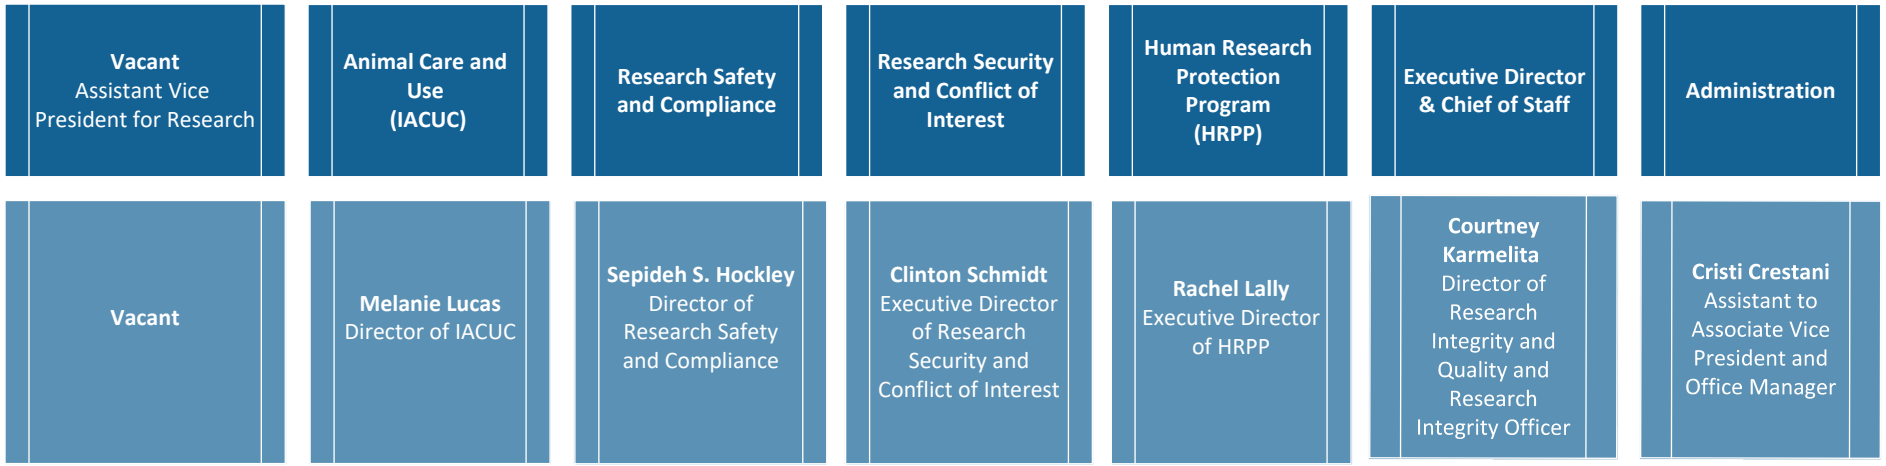 Vacant
Assistant Vice
President for Research
Animal Care and
Use
(IACUC)
Research Safety
and Compliance
Research Security
and Conflict of
Interest
Human Research
Protection
Program
(HRPP)
Executive Director
& Chief of Staff
Administration
Vacant
Melanie Lucas
Director of IACUC
Sepideh S. Hockley
Director of
Research Safety
and Compliance
Clinton Schmidt
Executive Director
of Research
Security and
Conflict of Interest
Rachel Lally
Executive Director
of HRPP
Courtney
Karmelita
Director of
Research
Integrity and
Quality and
Research
Integrity Officer
Cristi Crestani
Assistant to
Associate Vice
President and
Office Manager